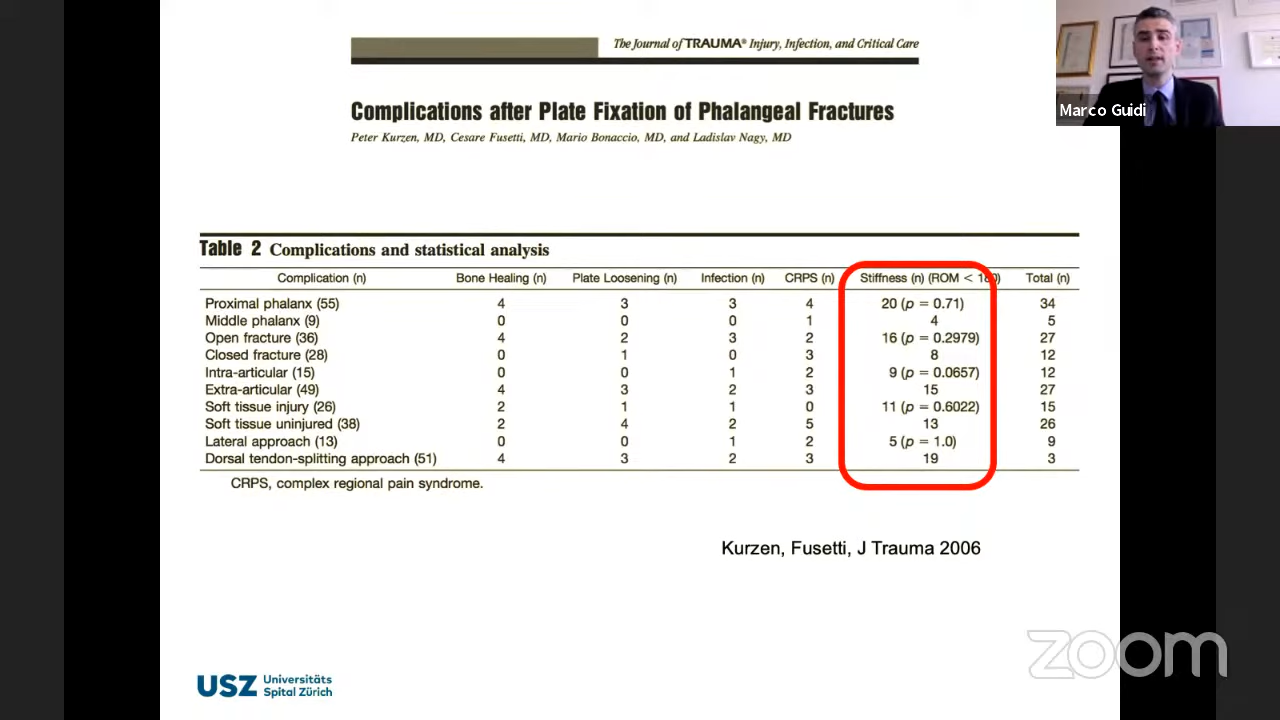 The Journal of TRAUMA® Injury, Infection, and Critical Care
Marco Guidi
Complications after Plate Fixation of Phalangeal Fractures
Peter Kurzen, MD, Cesare Fusetti, MD, Mario Bonaccio, MD, and Ladislav Nagy, MD
Table 2 Complications and statistical analysis
Complication (n) Bone Healing (n) Plate Loosening (n) Infection (n) CRPS (n) Stiffness (n) (ROM < 180) Total (n)
Proximal phalanx (55) 4 3 3 4 20 (p = 0.71) 34
Middle phalanx (9) 0 0 0 1 4 5
Open fracture (36) 4 2 3 2 16 (p = 0.2979) 27
Closed fracture (28) 0 1 0 3 8 12
Intra-articular (15) 0 0 1 2 9 (p = 0.0657) 12
Extra-articular (49) 4 3 2 3 15 27
Soft tissue injury (26) 2 1 1 0 11 (p = 0.6022) 15
Soft tissue uninjured (38) 2 4 2 5 13 26
Lateral approach (13) 0 0 1 2 5 (p = 1.0) 9
Dorsal tendon-splitting approach (51) 4 3 2 3 19 3
CRPS, complex regional pain syndrome.
Kurzen, Fusetti, J Trauma 2006
zoom
USZ Universitäts
Spital Zürich